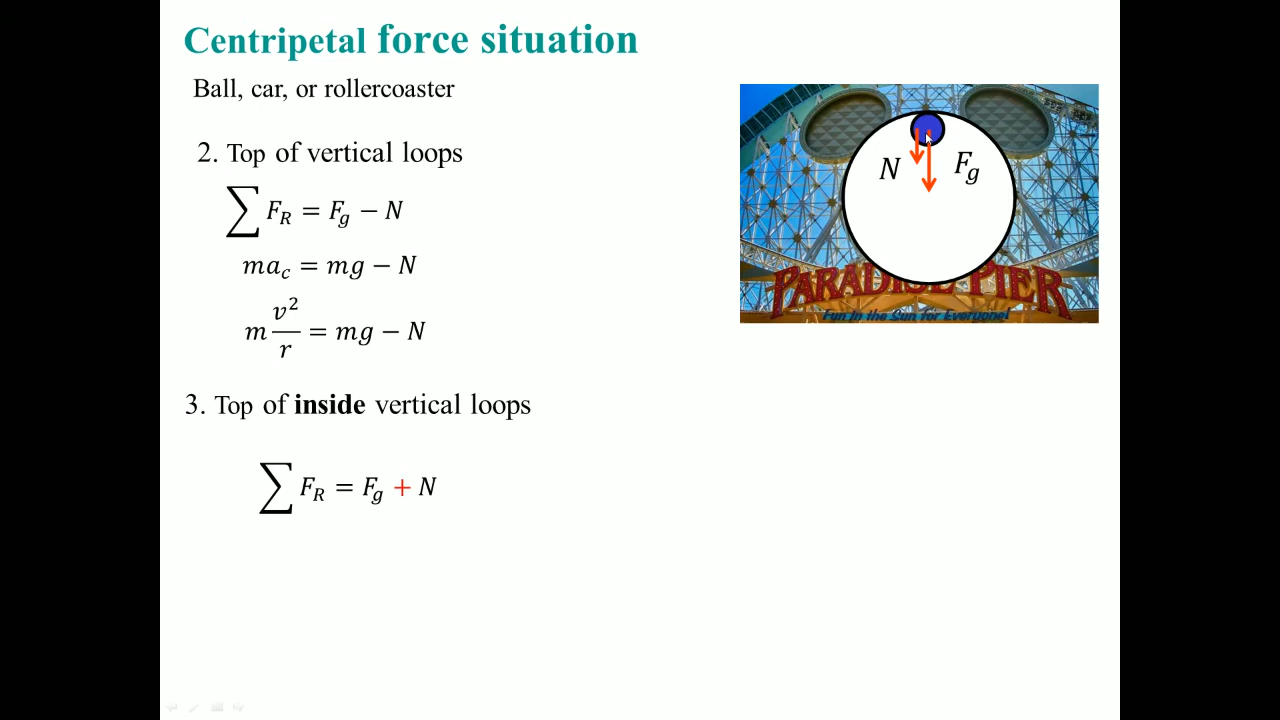 Centripetal force situation
Ball, car, or rollercoaster
2. Top of vertical loops
∑ F_R = F_g − N
ma_c = mg − N
m v²/r = mg − N
3. Top of inside vertical loops
∑ F_R = F_g + N
N F_g
PARADISE PIER
Fun In the Sun for Everyone!